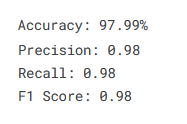 Accuracy: 97.99%
Precision: 0.98
Recall: 0.98
F1 Score: 0.98